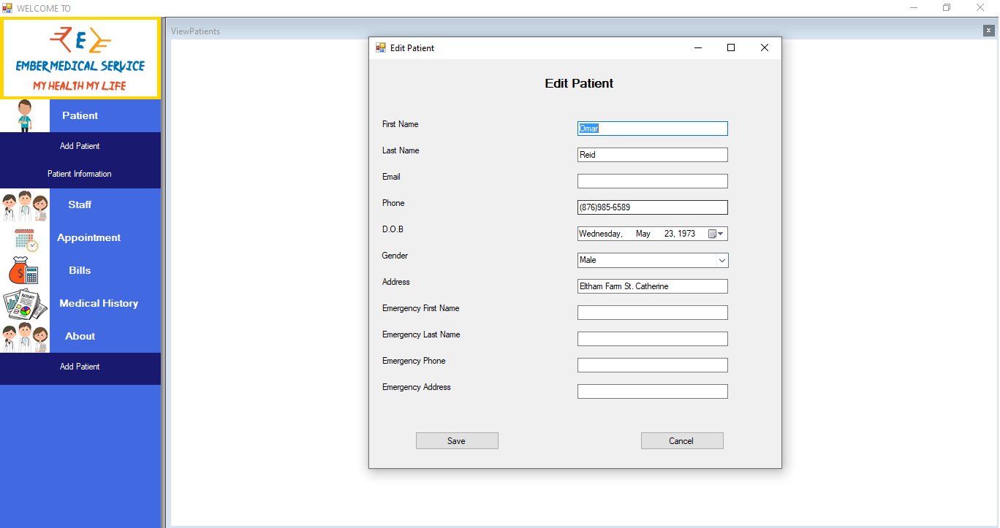 WELCOME TO
E
EMBERMEDICAL SERVICE
MY HEALTH MY LIFE
Patient
Add Patient
Patient Information
Staff
Appointment
Bills
REPORT
Medical History
About
Add Patient
ViewPatients
Edit Patient
Edit Patient
First Name Omar
Last Name Reid
Email
Phone (876)985-6589
D.O.B Wednesday, May 23, 1973
Gender Male
Address Eltham Farm St. Catherine
Emergency First Name
Emergency Last Name
Emergency Phone
Emergency Address
Save Cancel